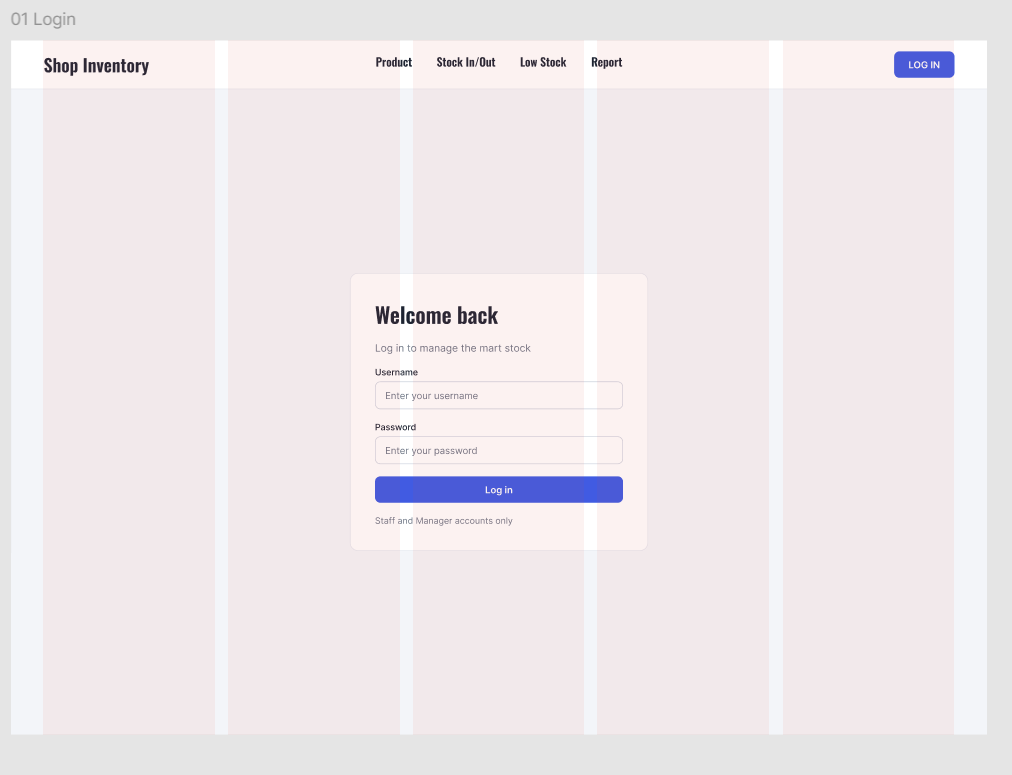 01 Login
Shop Inventory
Product Stock In/Out Low Stock Report
LOG IN
Welcome back
Log in to manage the mart stock
Username
Enter your username
Password
Enter your password
Log in
Staff and Manager accounts only